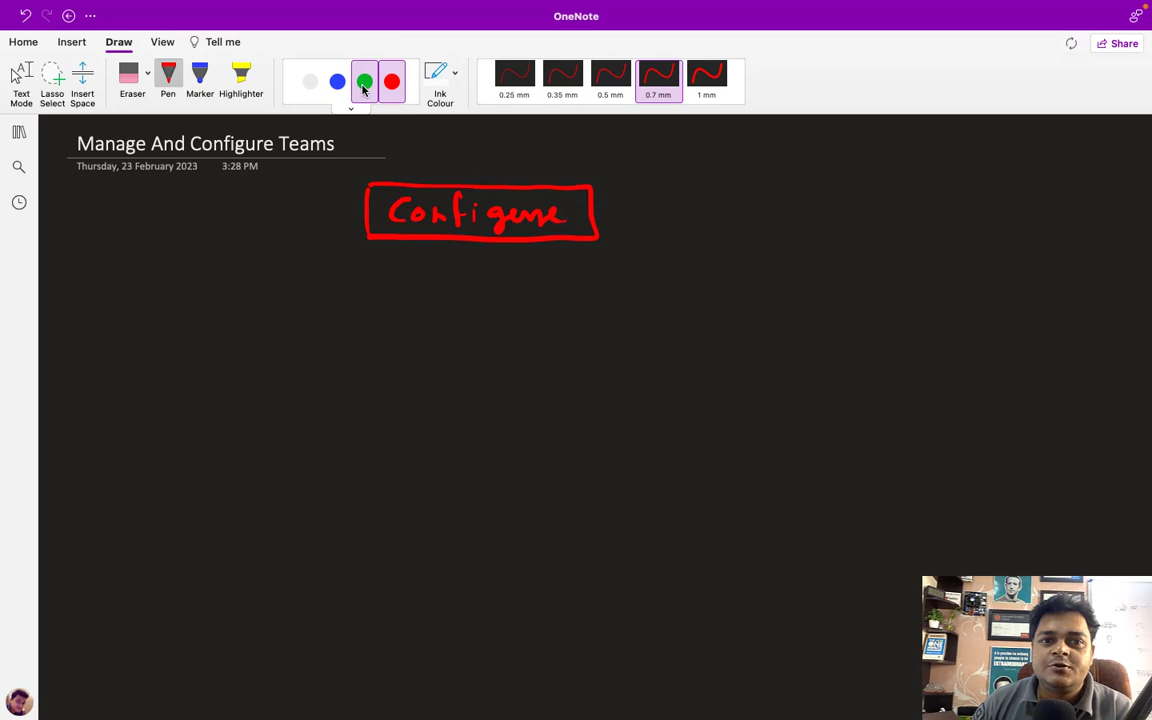 OneNote
Home Insert Draw View Tell me
Share
Text Mode
Lasso Select
Insert Space
Eraser
Pen
Marker
Highlighter
Ink Colour
0.25 mm 0.35 mm 0.5 mm 0.7 mm 1 mm
Manage And Configure Teams
Thursday, 23 February 2023 3:28 PM
Configure
EXTRAORDINARY